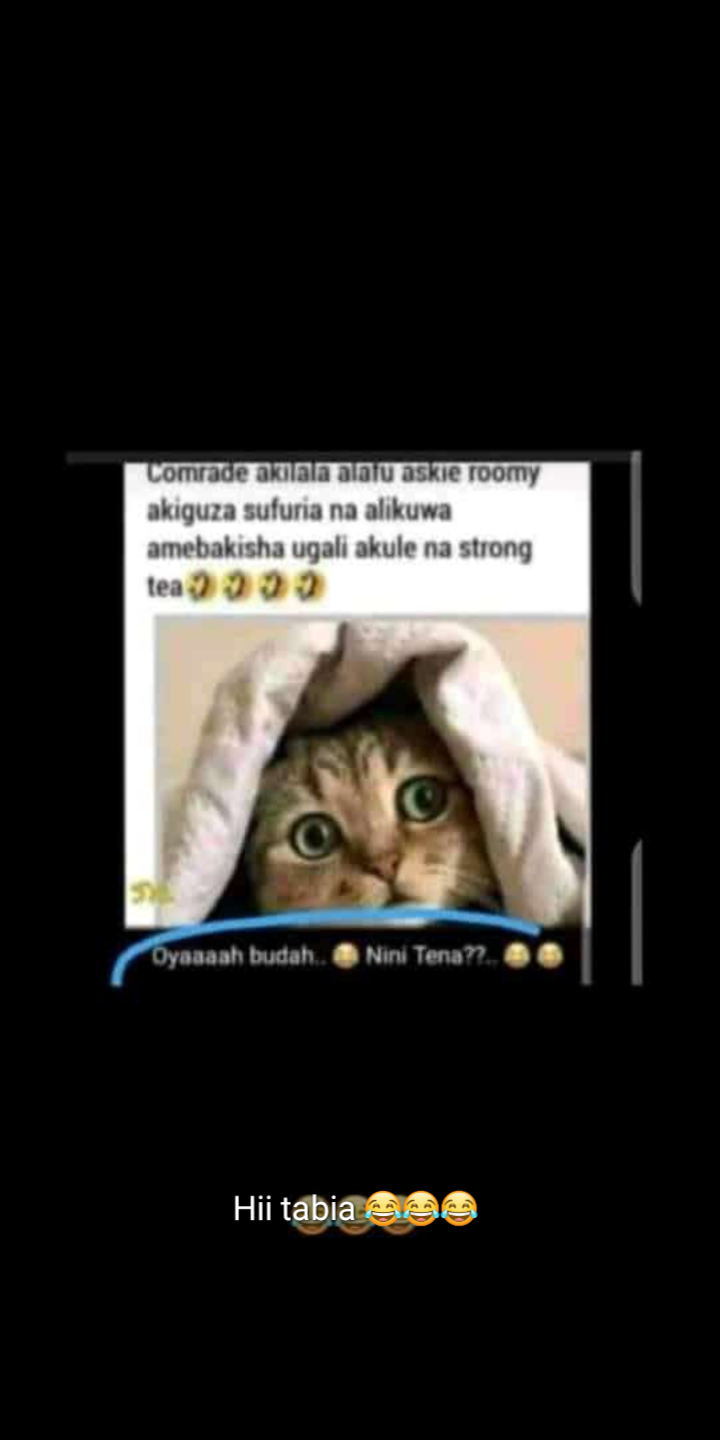 Comrade akilala alafu askie roomy
akiguza sufuria na alikuwa
amebakisha ugali akule na strong
tea🤣🤣🤣🤣
Oyaaaah budah..😂 Nini Tena??..😂😂
Hii tabia 😂😂😂